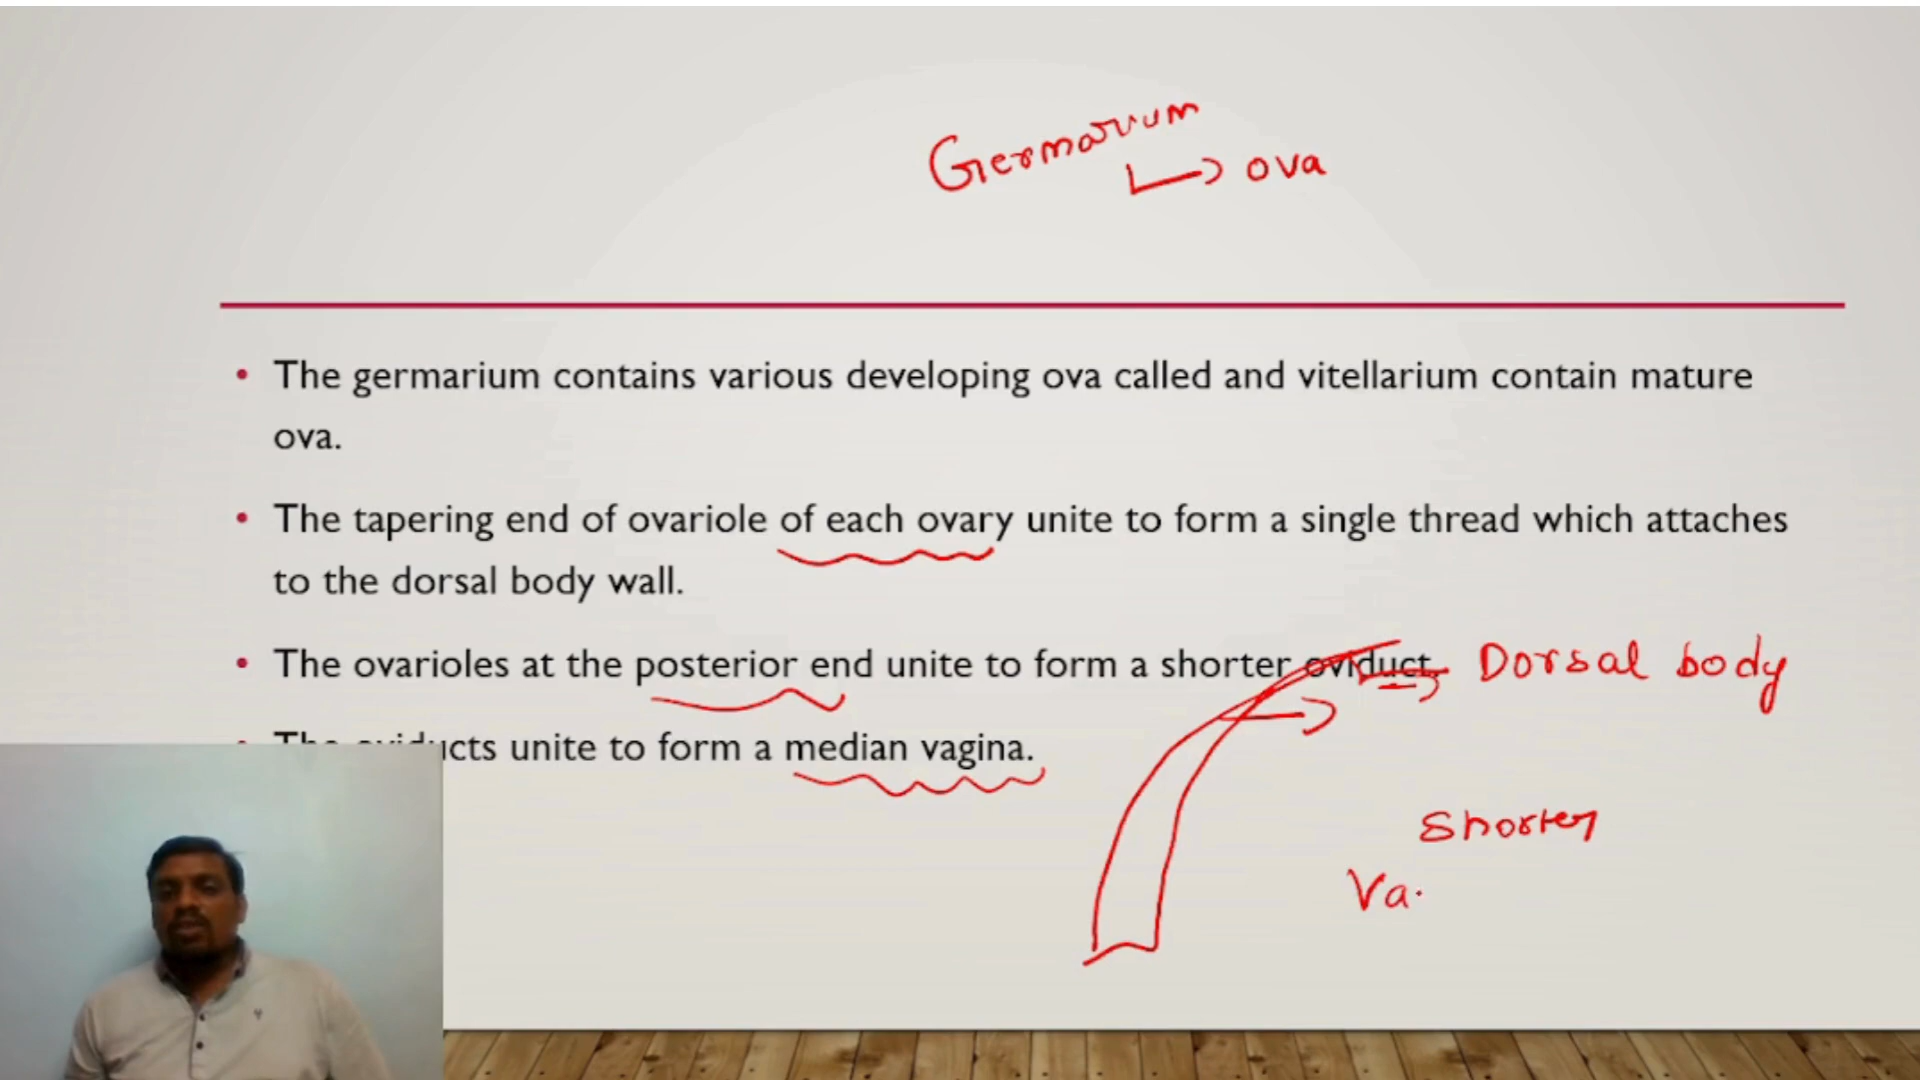 Germarium
ova
• The germarium contains various developing ova called and vitellarium contain mature
ova.
• The tapering end of ovariole of each ovary unite to form a single thread which attaches
to the dorsal body wall.
• The ovarioles at the posterior end unite to form a shorter oviduct. Dorsal body
• The oviducts unite to form a median vagina.
Shorter
Va.